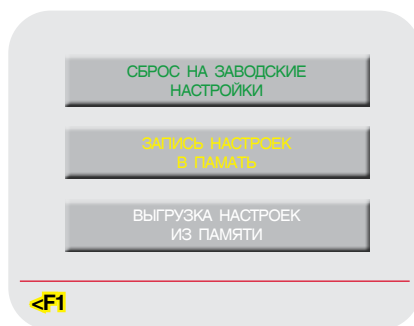 СБРОС НА ЗАВОДСКИЕ
НАСТРОЙКИ
ЗАПИСЬ НАСТРОЕК
В ПАМАТЬ
ВЫГРУЗКА НАСТРОЕК
ИЗ ПАМЯТИ
<F1